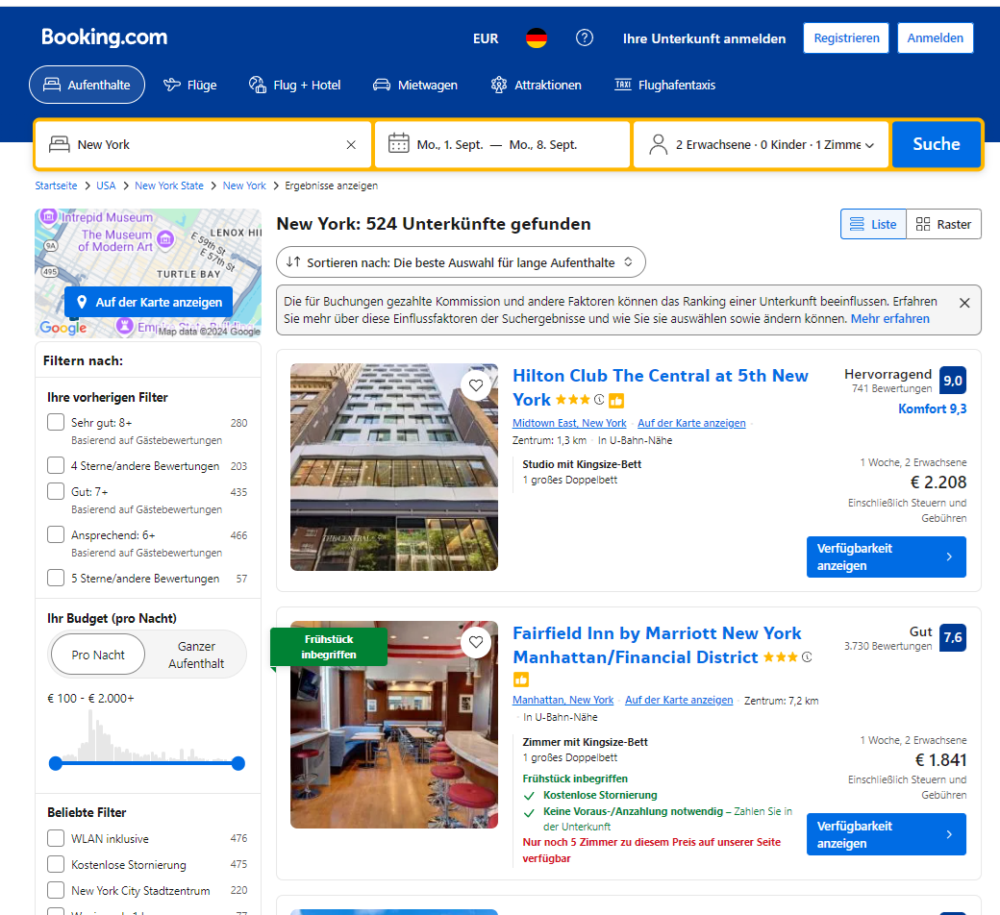 Booking.com
EUR
Ihre Unterkunft anmelden
Registrieren
Anmelden
Aufenthalte
Flüge
Flug + Hotel
Mietwagen
Attraktionen
TAXI Flughafentaxis
New York
Mo., 1. Sept. — Mo., 8. Sept.
2 Erwachsene · 0 Kinder · 1 Zimme
Suche
Startseite > USA > New York State > New York > Ergebnisse anzeigen
Intrepid Museum
The Museum
of Modern Art
LENOX HI
E 59th St
E 57th St
9A
495
TURTLE BAY
Auf der Karte anzeigen
Google
Map data ©2024 Google
Filtern nach:
Ihre vorherigen Filter
Sehr gut: 8+ 280
Basierend auf Gästebewertungen
4 Sterne/andere Bewertungen 203
Gut: 7+ 435
Basierend auf Gästebewertungen
Ansprechend: 6+ 466
Basierend auf Gästebewertungen
5 Sterne/andere Bewertungen 57
Ihr Budget (pro Nacht)
Pro Nacht
Ganzer
Aufenthalt
€ 100 - € 2.000+
Beliebte Filter
WLAN inklusive 476
Kostenlose Stornierung 475
New York City Stadtzentrum 220
New York: 524 Unterkünfte gefunden
Liste
Raster
Sortieren nach: Die beste Auswahl für lange Aufenthalte
Die für Buchungen gezahlte Kommission und andere Faktoren können das Ranking einer Unterkunft beeinflussen. Erfahren
Sie mehr über diese Einflussfaktoren der Suchergebnisse und wie Sie sie auswählen sowie ändern können. Mehr erfahren
Hilton Club The Central at 5th New
York
Midtown East, New York · Auf der Karte anzeigen ·
Zentrum: 1,3 km · In U-Bahn-Nähe
Studio mit Kingsize-Bett
1 großes Doppelbett
Hervorragend 9,0
741 Bewertungen
Komfort 9,3
1 Woche, 2 Erwachsene
€ 2.208
Einschließlich Steuern und
Gebühren
Verfügbarkeit
anzeigen
THE CENTRAL
Frühstück
inbegriffen
Fairfield Inn by Marriott New York
Manhattan/Financial District
Manhattan, New York · Auf der Karte anzeigen · Zentrum: 7,2 km
· In U-Bahn-Nähe
Zimmer mit Kingsize-Bett
1 großes Doppelbett
Frühstück inbegriffen
Kostenlose Stornierung
Keine Voraus-/Anzahlung notwendig – Zahlen Sie in
der Unterkunft
Nur noch 5 Zimmer zu diesem Preis auf unserer Seite
verfügbar
Gut 7,6
3.730 Bewertungen
1 Woche, 2 Erwachsene
€ 1.841
Einschließlich Steuern und
Gebühren
Verfügbarkeit
anzeigen